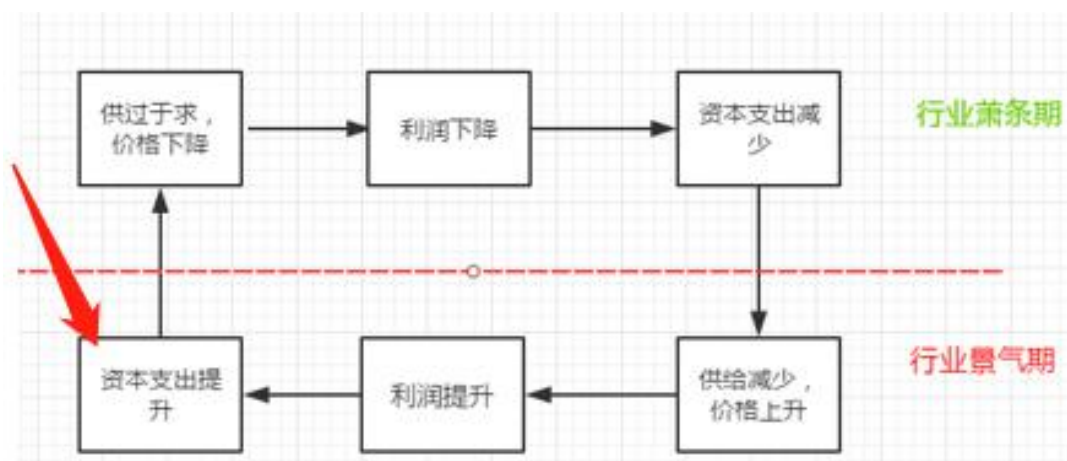 供过于求，
价格下降
利润下降
资本支出减
少
行业萧条期
资本支出提
升
利润提升
供给减少，
价格上升
行业景气期